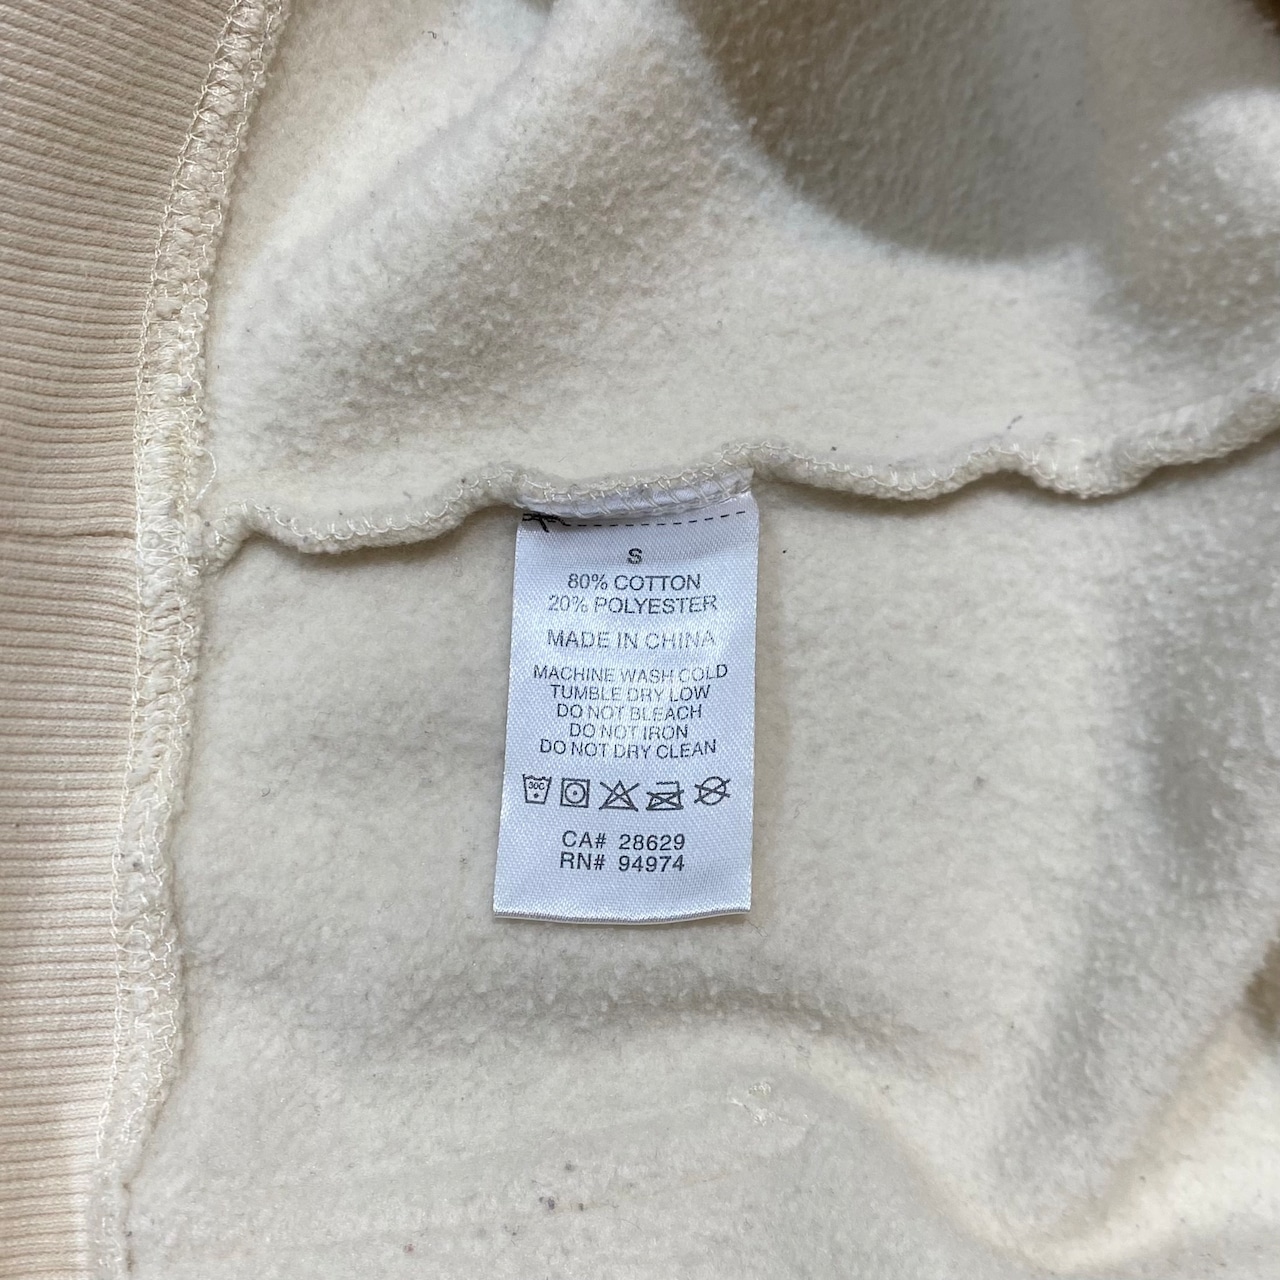 S
80% COTTON
20% POLYESTER
MADE IN CHINA
MACHINE WASH COLD
TUMBLE DRY LOW
DO NOT BLEACH
DO NOT IRON
DO NOT DRY CLEAN
30C
CA# 28629
RN# 94974